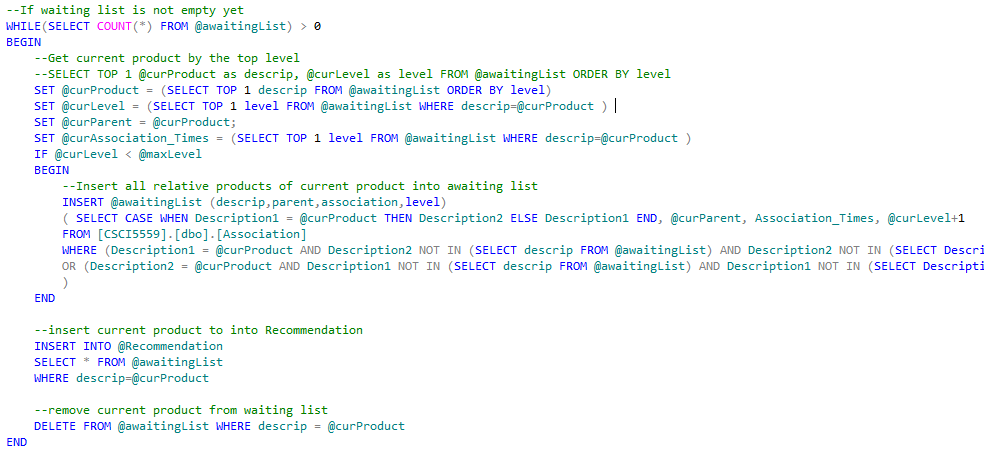 --If waiting list is not empty yet
WHILE(SELECT COUNT(*) FROM @awaitingList) > 0
BEGIN
--Get current product by the top level
--SELECT TOP 1 @curProduct as descrip, @curLevel as level FROM @awaitingList ORDER BY level
SET @curProduct = (SELECT TOP 1 descrip FROM @awaitingList ORDER BY level)
SET @curLevel = (SELECT TOP 1 level FROM @awaitingList WHERE descrip=@curProduct )
SET @curParent = @curProduct;
SET @curAssociation_Times = (SELECT TOP 1 level FROM @awaitingList WHERE descrip=@curProduct )
IF @curLevel < @maxLevel
BEGIN
--Insert all relative products of current product into awaiting list
INSERT @awaitingList (descrip,parent,association,level)
( SELECT CASE WHEN Description1 = @curProduct THEN Description2 ELSE Description1 END, @curParent, Association_Times, @curLevel+1
FROM [CSCI5559].[dbo].[Association]
WHERE (Description1 = @curProduct AND Description2 NOT IN (SELECT descrip FROM @awaitingList) AND Description2 NOT IN (SELECT Descri
OR (Description2 = @curProduct AND Description1 NOT IN (SELECT descrip FROM @awaitingList) AND Description1 NOT IN (SELECT Descripti
)
END
--insert current product to into Recommendation
INSERT INTO @Recommendation
SELECT * FROM @awaitingList
WHERE descrip=@curProduct
--remove current product from waiting list
DELETE FROM @awaitingList WHERE descrip = @curProduct
END